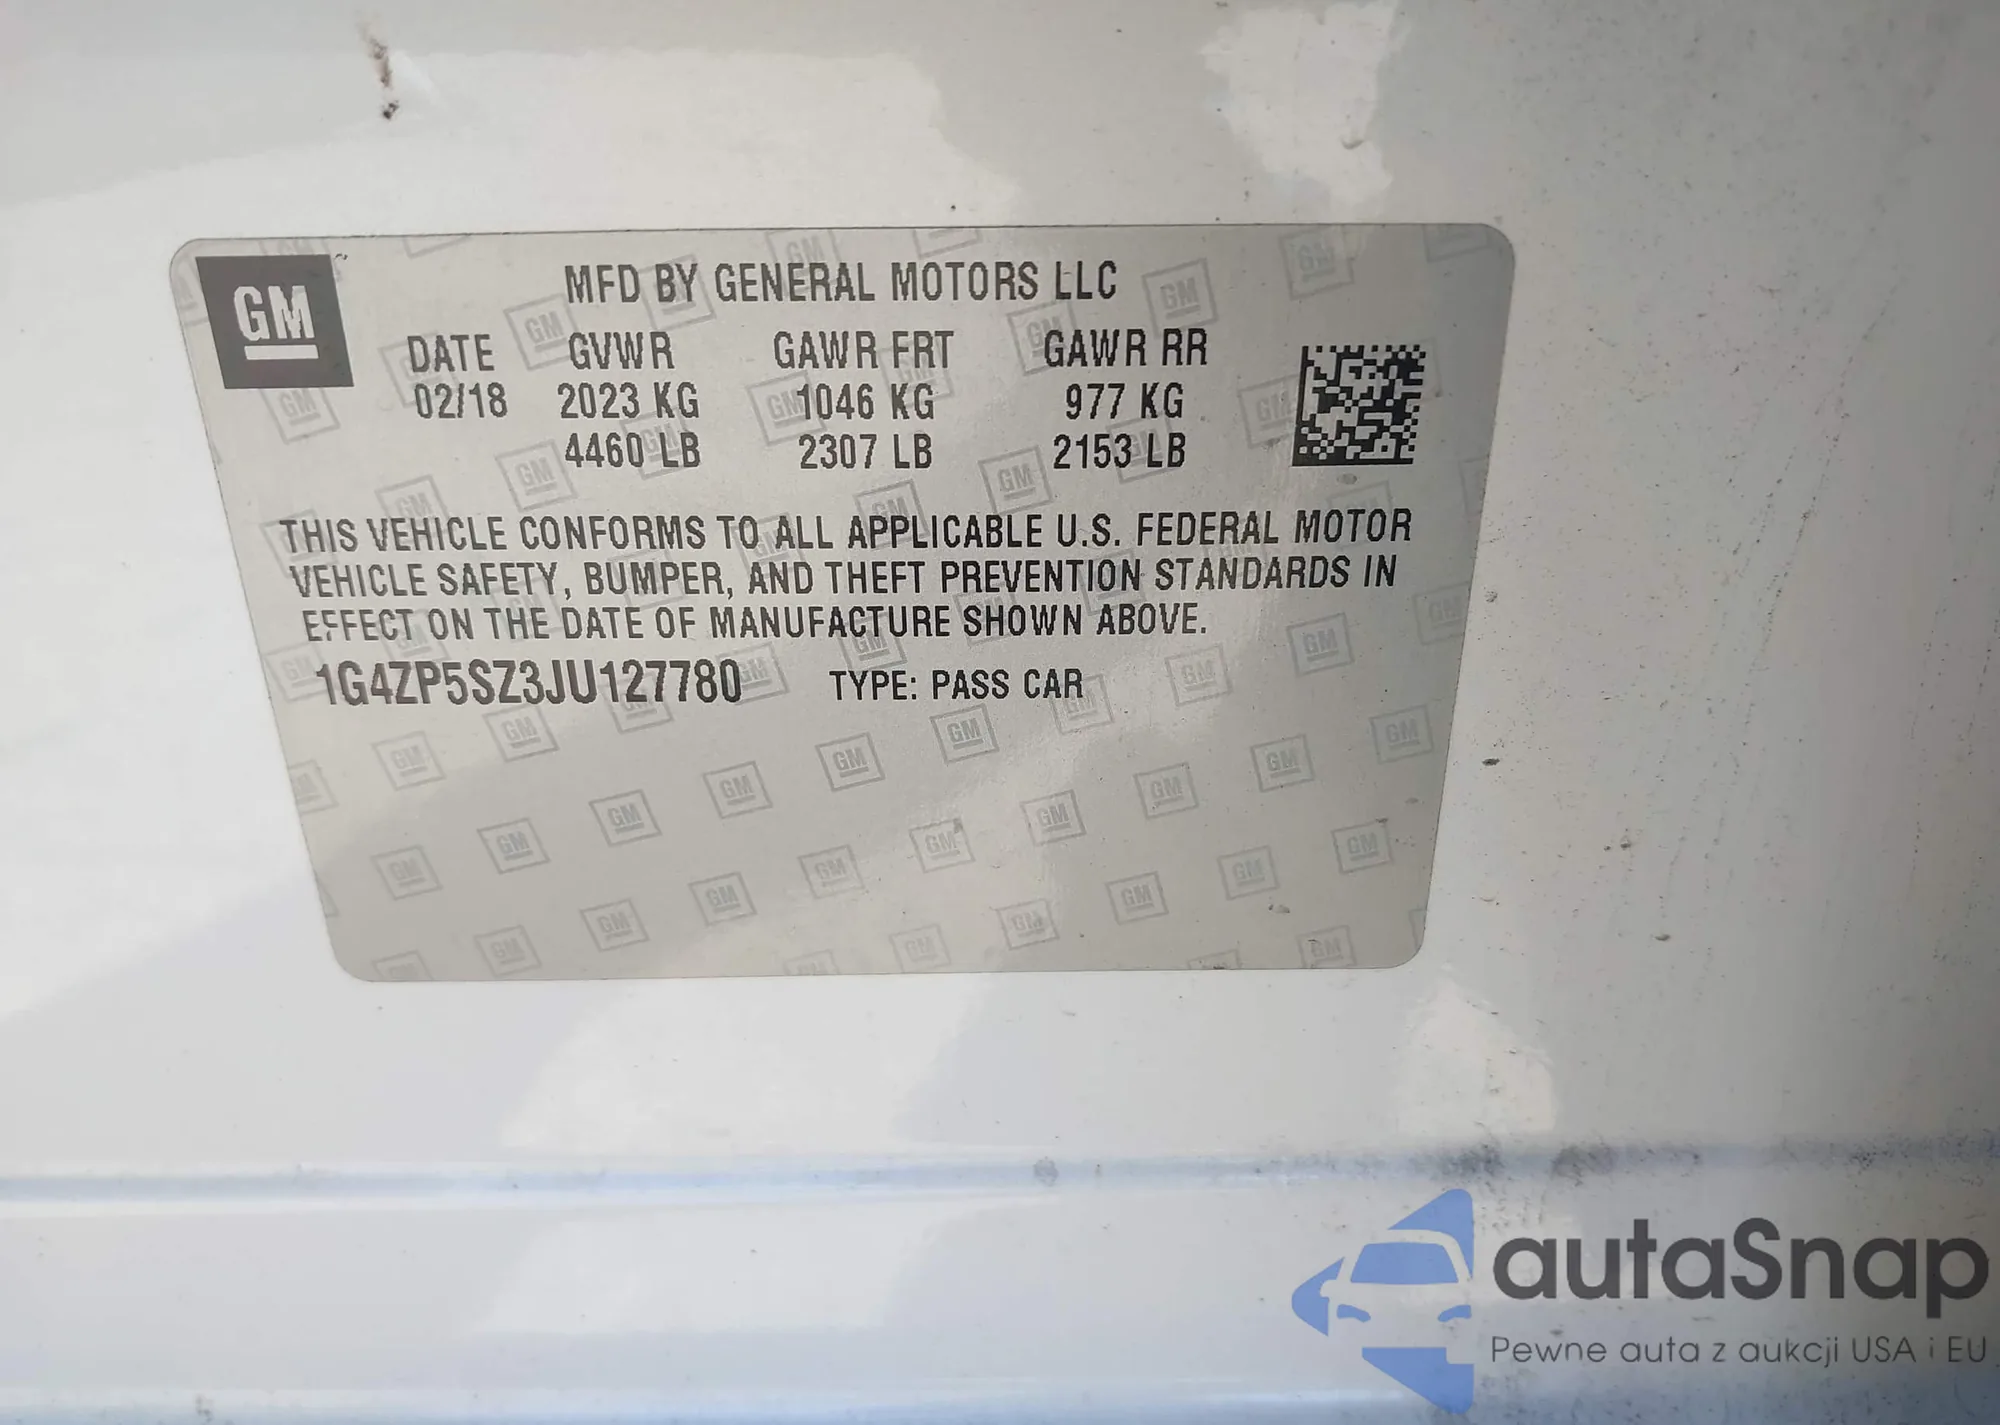 GM
MFD BY GENERAL MOTORS LLC
DATE GVWR GAWR FRT GAWR RR
02/18 2023 KG 1046 KG 977 KG
4460 LB 2307 LB 2153 LB
THIS VEHICLE CONFORMS TO ALL APPLICABLE U.S. FEDERAL MOTOR
VEHICLE SAFETY, BUMPER, AND THEFT PREVENTION STANDARDS IN
EFFECT ON THE DATE OF MANUFACTURE SHOWN ABOVE.
1G4ZP5SZ3JU127780 TYPE: PASS CAR
autaSnap
Pewne auta z aukcji USA i EU